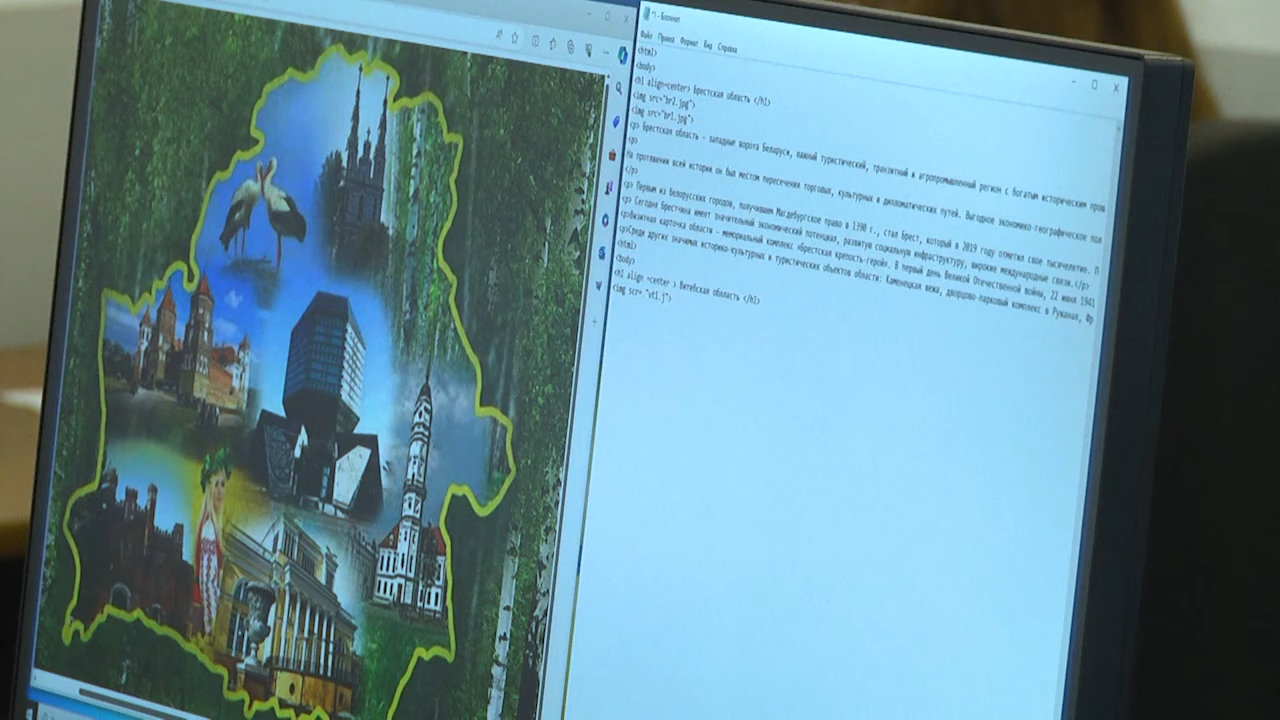 *! - Блокнот
Файл Правка Формат Вид Справка
<html>
<body>
<h1 align=center> Брестская область </h1>
<img src="br2.jpg">
<img src="br1.jpg">
<p> Брестская область - западные ворота Беларуси, важный туристический, транзитный и агропромышленный регион с богатым историческим прош
<p>
На протяжении всей истории он был местом пересечения торговых, культурных и дипломатических путей. Выгодное экономико-географическое пол
</p>
<p> Первым из белорусских городов, получившим Магдебургское право в 1390 г., стал Брест, который в 2019 году отметил свое тысячелетие. П
<p> Сегодня Брестчина имеет значительный экономический потенциал, развитую социальную инфраструктуру, широкие международные связи.</p>
<p>Визитная карточка области - мемориальный комплекс «Брестская крепость-герой». В первый день Великой Отечественной войны, 22 июня 1941
<p>Среди других значимых историко-культурных и туристических объектов области: Каменецкая вежа, дворцово-парковый комплекс в Ружанах, Фр
<html>
<body>
<h1 align =center > Витебская обллaсть </h1>
<img scr= "vt1.j">